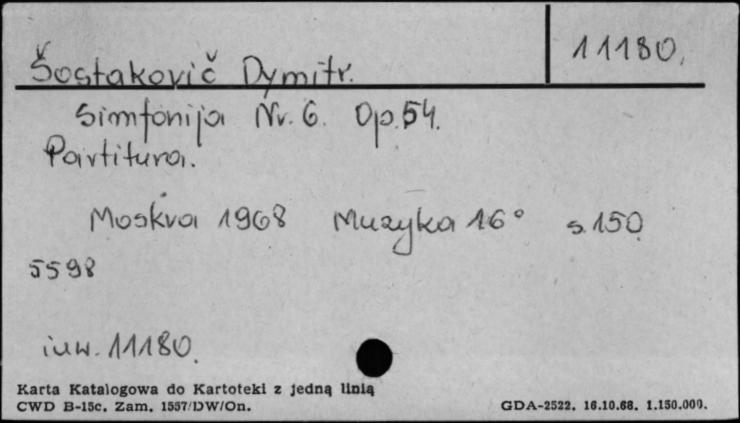 Šostakovič Dymitr.
11180.
Simfonija Nr. 6. Op. 54.
Partitura.
Moskva 1968 Muzyka 16° s. 150
5598
inw. 11180.
Karta Katalogowa do Kartoteki z jedną linią
CWD B-15c. Zam. 1557/DW/On.
GDA-2522. 16.10.68. 1.150.000.